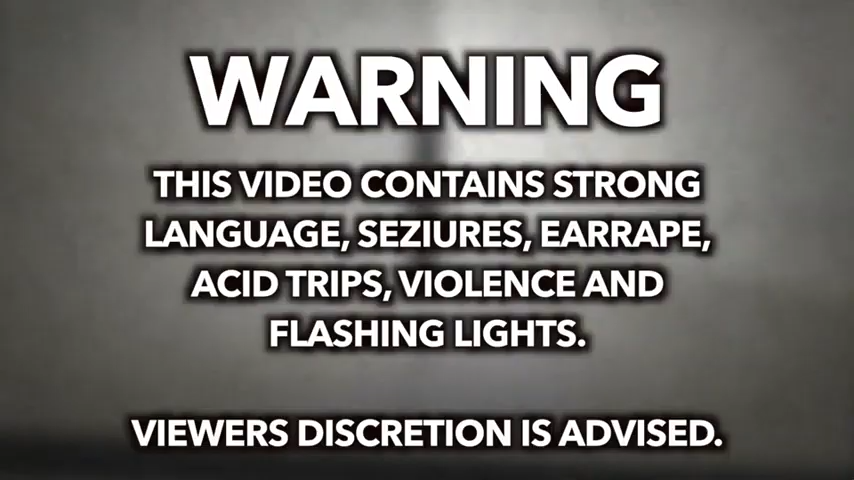 WARNING
THIS VIDEO CONTAINS STRONG
LANGUAGE, SEZIURES, EARRAPE,
ACID TRIPS, VIOLENCE AND
FLASHING LIGHTS.
VIEWERS DISCRETION IS ADVISED.